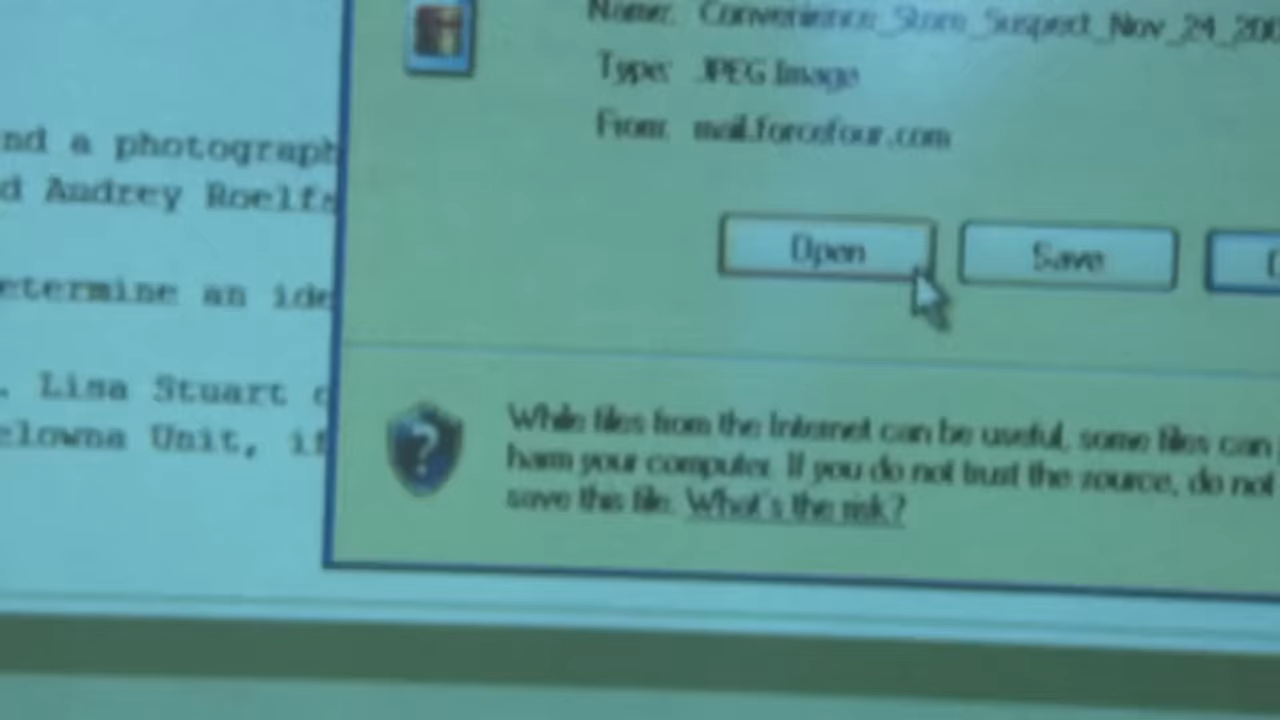 Name: Convenience_Store_Suspect_Nov_24_200
Type: JPEG Image
From: mail.forcefour.com
nd a photograph
d Audrey Roelfs
Open Save
etermine an ide
. Lisa Stuart
elowna Unit, if
While files from the Internet can be useful, some files can
harm your computer. If you do not trust the source, do not
save this file. What's the risk?